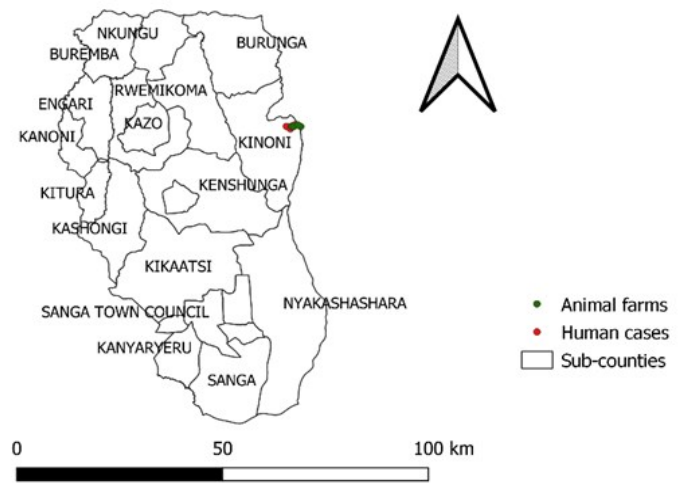 NKUNGU
BURUNGA
BUREMBA
RWEMIKOMA
ENGARI
KAZO
KANONI
KINONI
KENSHUNGA
KITURA
KASHONGI
KIKAATSI
NYAKASHASHARA
Animal farms
SANGA TOWN COUNCIL
Human cases
KANYARYERU
Sub-counties
SANGA
0 50 100 km